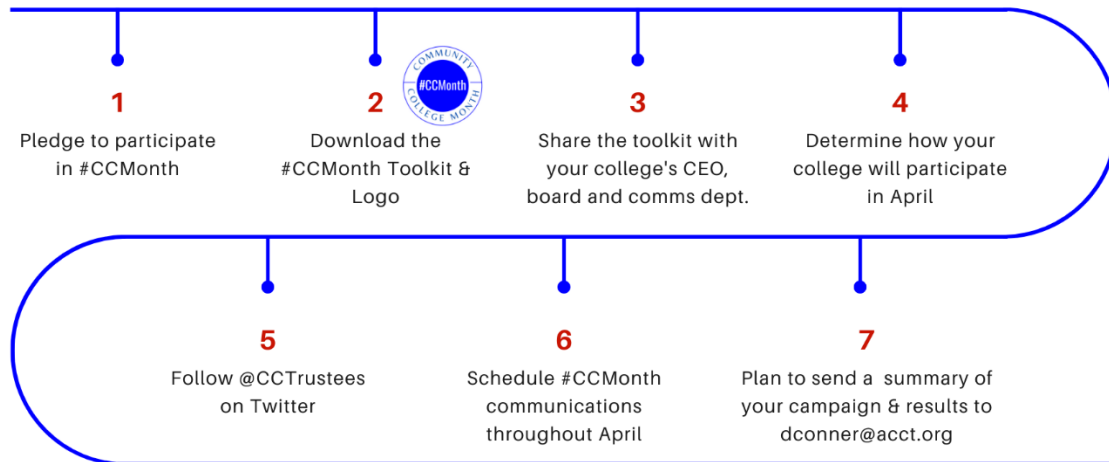 COMMUNITY
#CCMonth
COLLEGE MONTH
1
Pledge to participate
in #CCMonth
2
Download the
#CCMonth Toolkit &
Logo
3
Share the toolkit with
your college's CEO,
board and comms dept.
4
Determine how your
college will participate
in April
5
Follow @CCTrustees
on Twitter
6
Schedule #CCMonth
communications
throughout April
7
Plan to send a summary of
your campaign & results to
dconner@acct.org